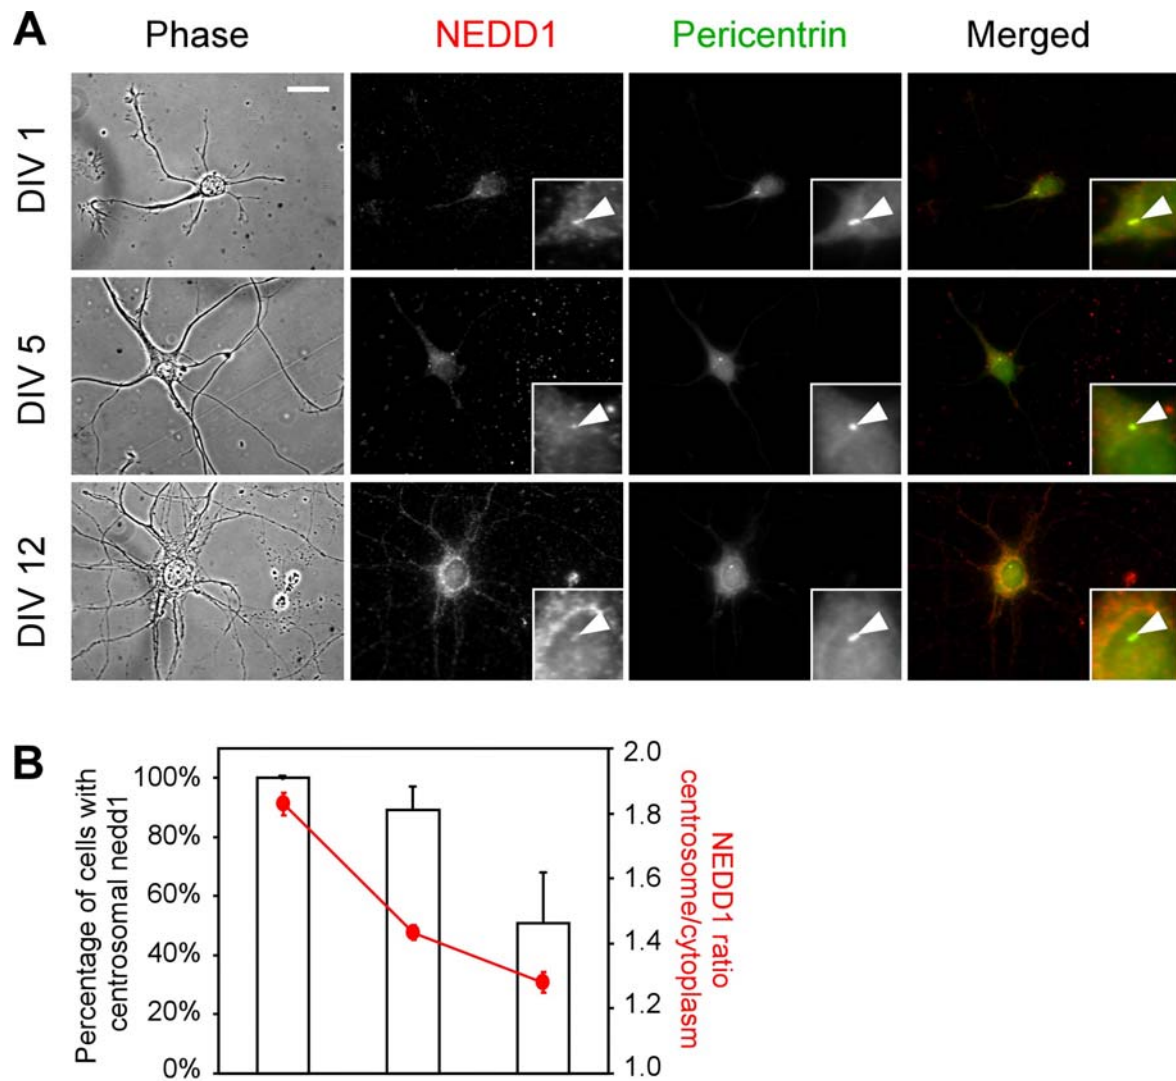 A
Phase
NEDD1
Pericentrin
Merged
DIV 1
DIV 5
DIV 12
B
Percentage of cells with
centrosomal nedd1
100%
80%
60%
40%
20%
0%
2.0
1.8
1.6
1.4
1.2
1.0
NEDD1 ratio
centrosome/cytoplasm